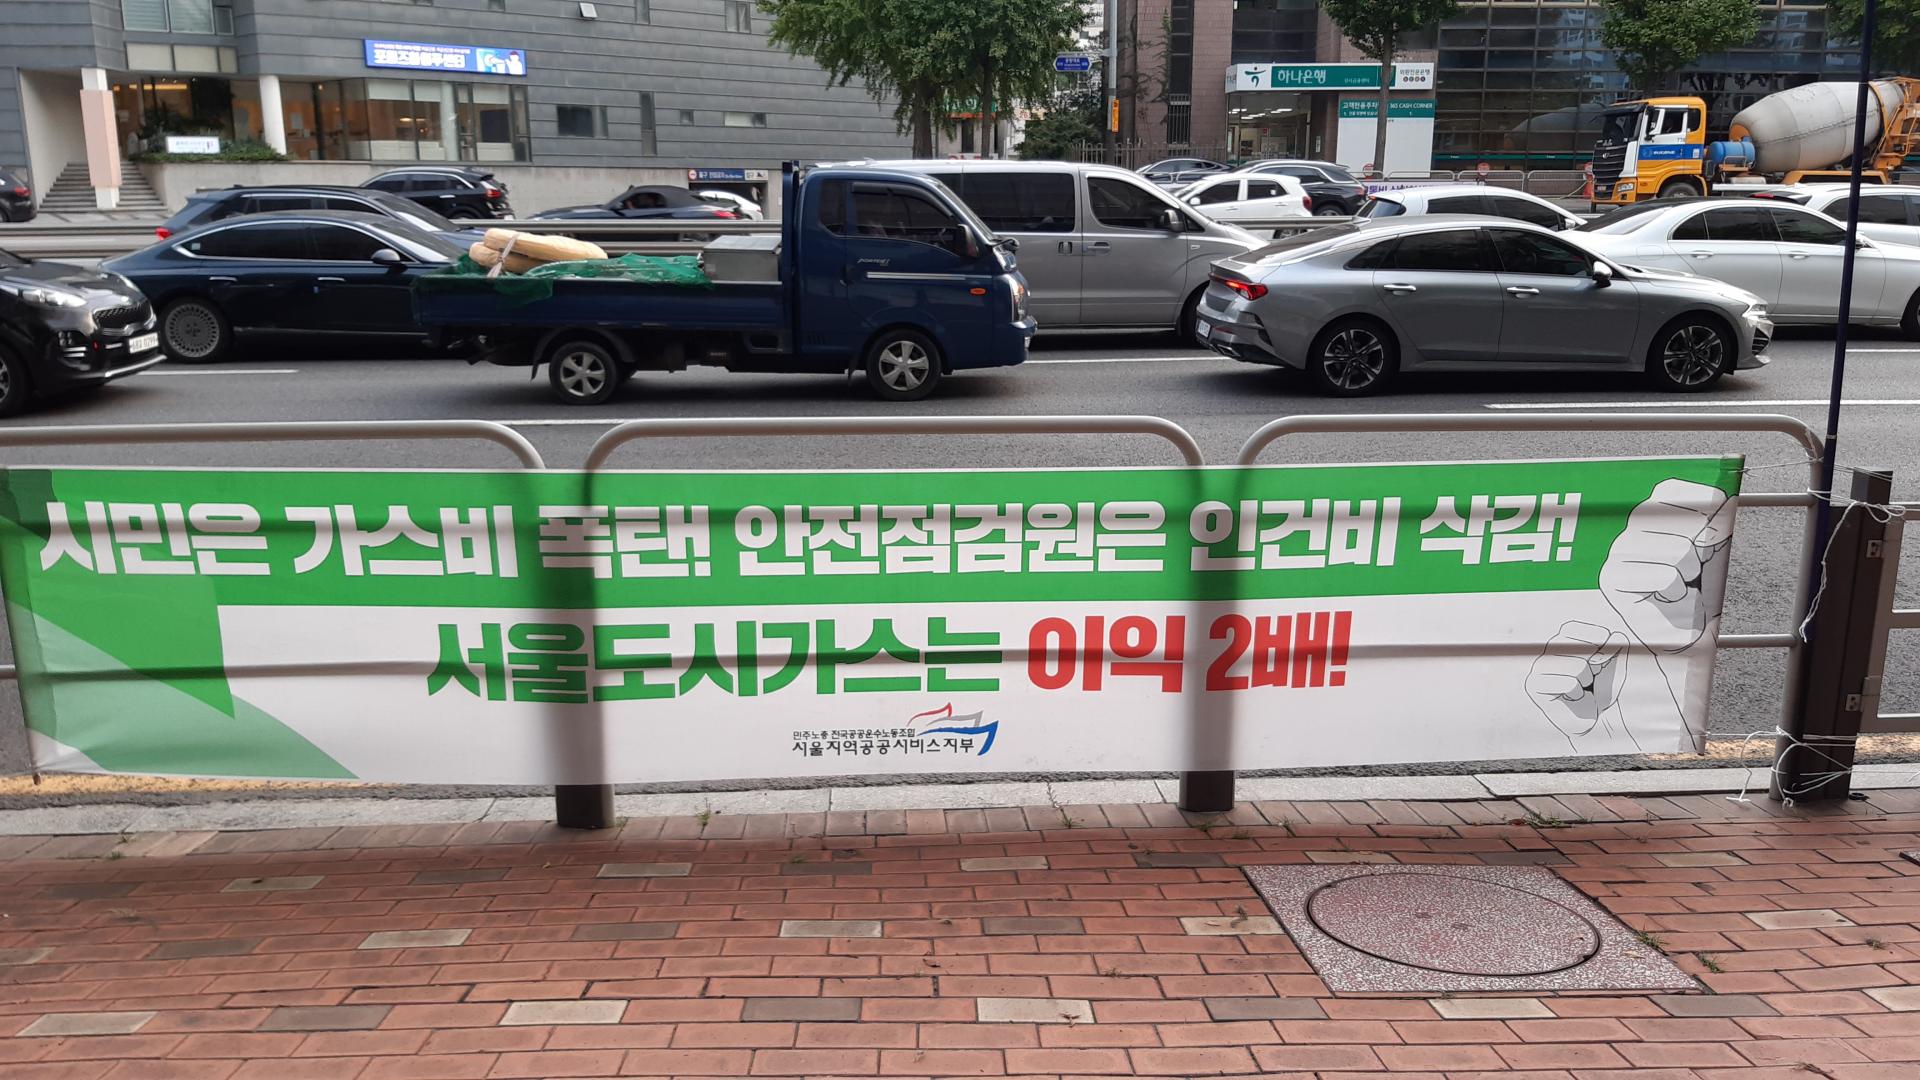 하나은행
365 CASH CORNER
시민은 가스비 폭탄! 안전점검원은 인건비 삭감!
서울도시가스는 이익 2배!
민주노총 전국공공운수노동조합
서울지역공공서비스지부